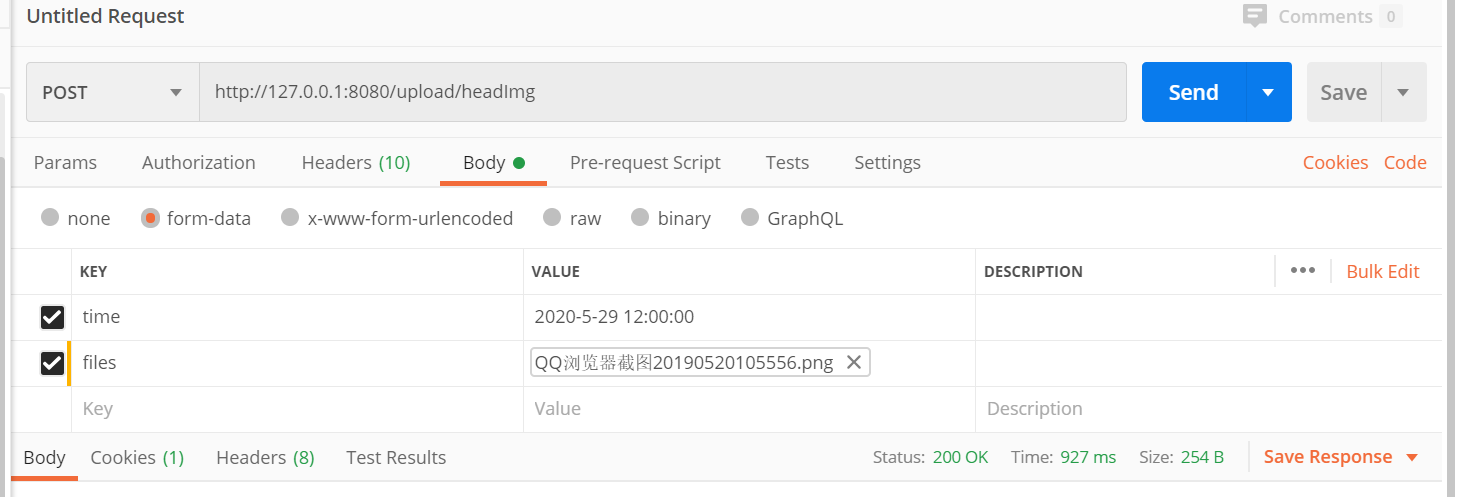 Untitled Request
Comments 0
POST http://127.0.0.1:8080/upload/headImg Send Save
Params Authorization Headers (10) Body Pre-request Script Tests Settings Cookies Code
none form-data x-www-form-urlencoded raw binary GraphQL
KEY VALUE DESCRIPTION ••• Bulk Edit
time 2020-5-29 12:00:00
files QQ浏览器截图20190520105556.png
Key Value Description
Body Cookies (1) Headers (8) Test Results Status: 200 OK Time: 927 ms Size: 254 B Save Response